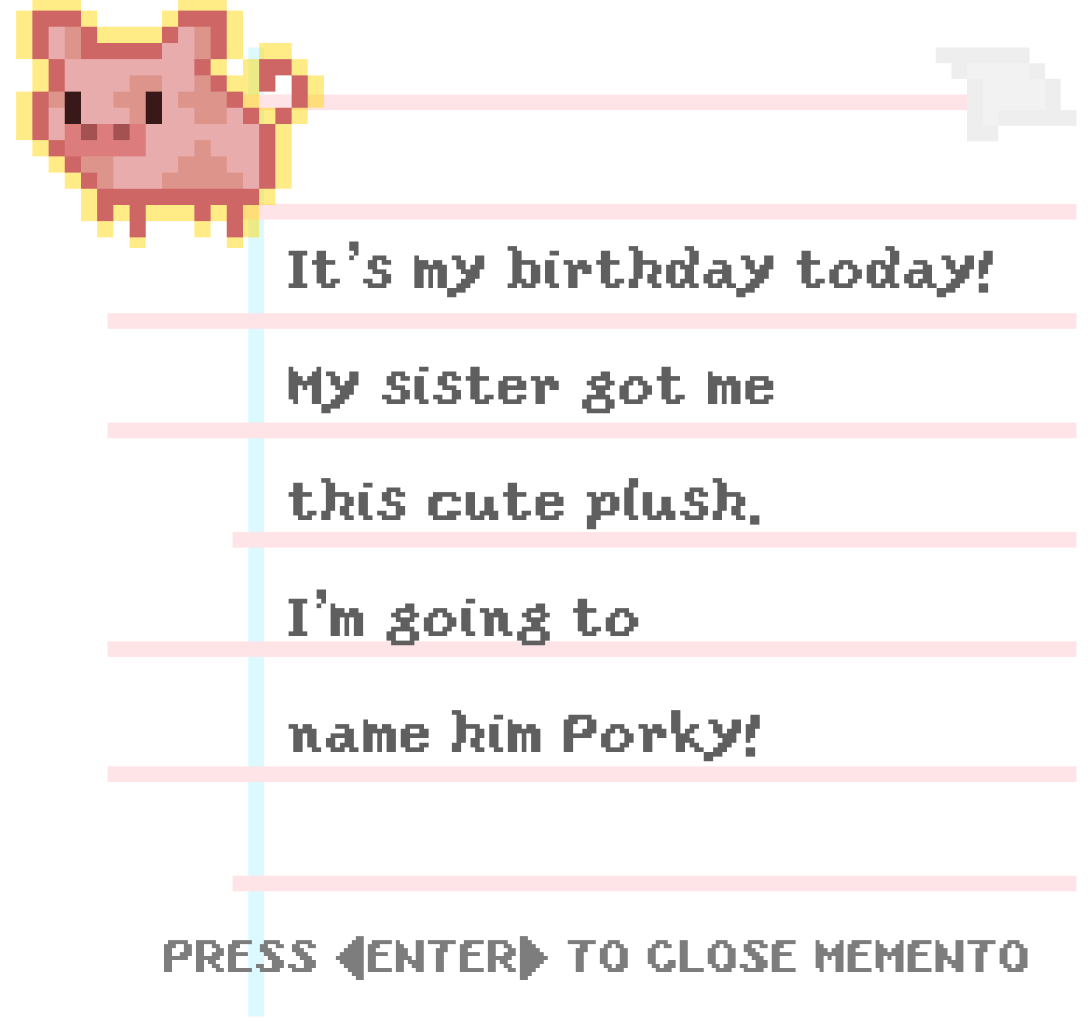 It's my birthday today!
My sister got me
this cute plush.
I'm going to
name him Porky!
PRESS ◀ENTER▶ TO CLOSE MEMENTO